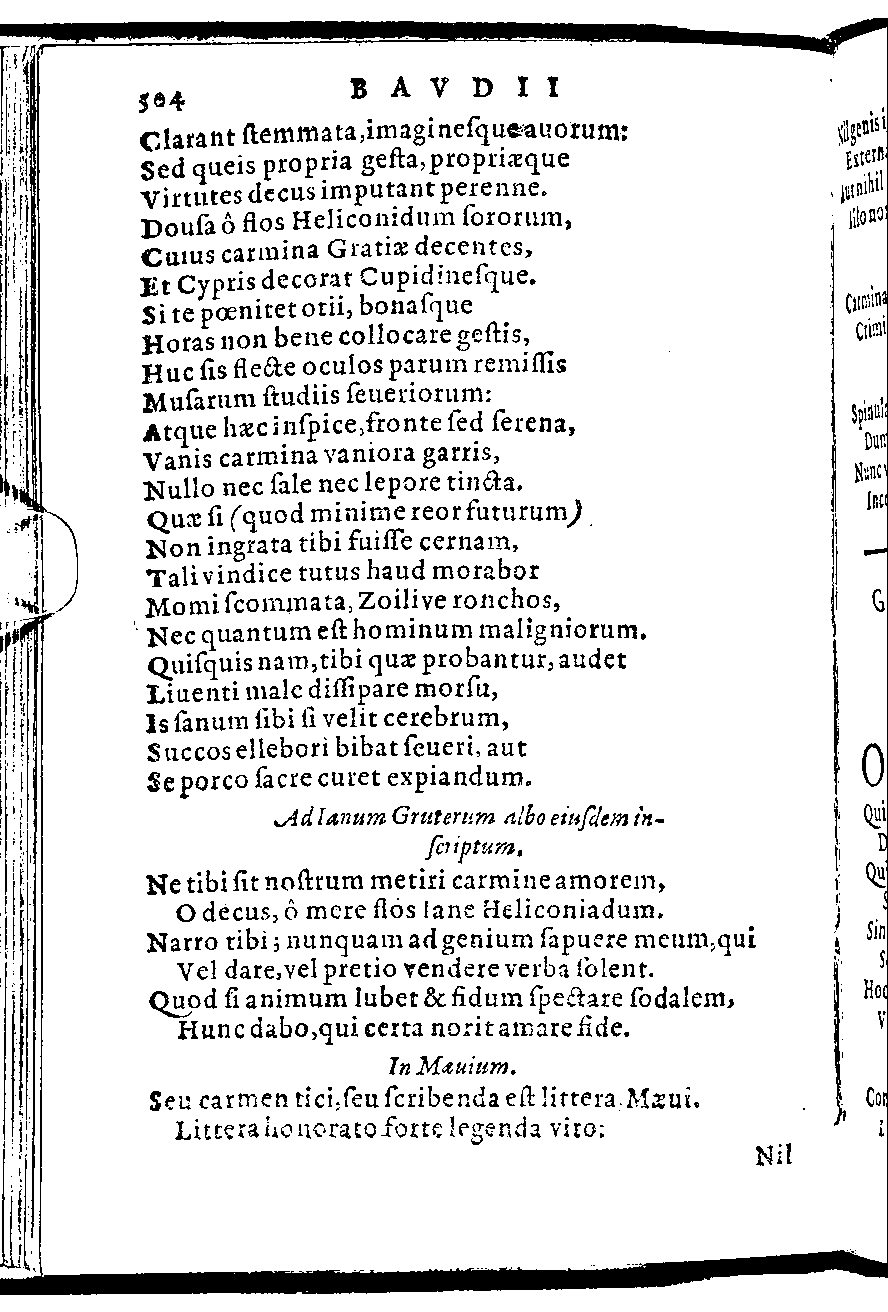 504 BAVDII
Clarant ſtemmata, imagineſque auorum:
Sed queis propria geſta, propriæque
Virtutes decus imputant perenne.
Douſa ô flos Heliconidum ſororum,
Cuius carmina Gratiæ decentes,
Et Cypris decorat Cupidineſque.
Si te pœnitet otii, bonaſque
Horas non bene collocare geſtis,
Huc ſis flecte oculos parum remiſſis
Muſarum ſtudiis ſeueriorum:
Atque hæc inſpice, fronte ſed ſerena,
Vanis carmina vaniora garris,
Nullo nec ſale nec lepore tincta.
Quæ ſi (quod minime reor futurum)
Non ingrata tibi fuiſſe cernam,
Tali vindice tutus haud morabor
Momi ſcommata, Zoilive ronchos,
Nec quantum eſt hominum maligniorum.
Quiſquis nam, tibi quæ probantur, audet
Liuenti male diſſipare morſu,
Is ſanum ſibi ſi velit cerebrum,
Succos ellebori bibat ſeueri, aut
Se porco ſacre curet expiandum.
Ad Ianum Gruterum albo eiuſdem in-
ſcriptum.
Ne tibi ſit noſtrum metiri carmine amorem,
O decus, ô mere flos Iane Heliconiadum.
Narro tibi; nunquam ad genium ſapuere meum, qui
Vel dare, vel pretio vendere verba ſolent.
Quod ſi animum lubet & fidum ſpectare ſodalem,
Hunc dabo, qui certa norit amare fide.
In Mæuium.
Seu carmen tici, ſeu ſcribenda eſt littera Mæui.
Littera honorato forte legenda viro:
Nil